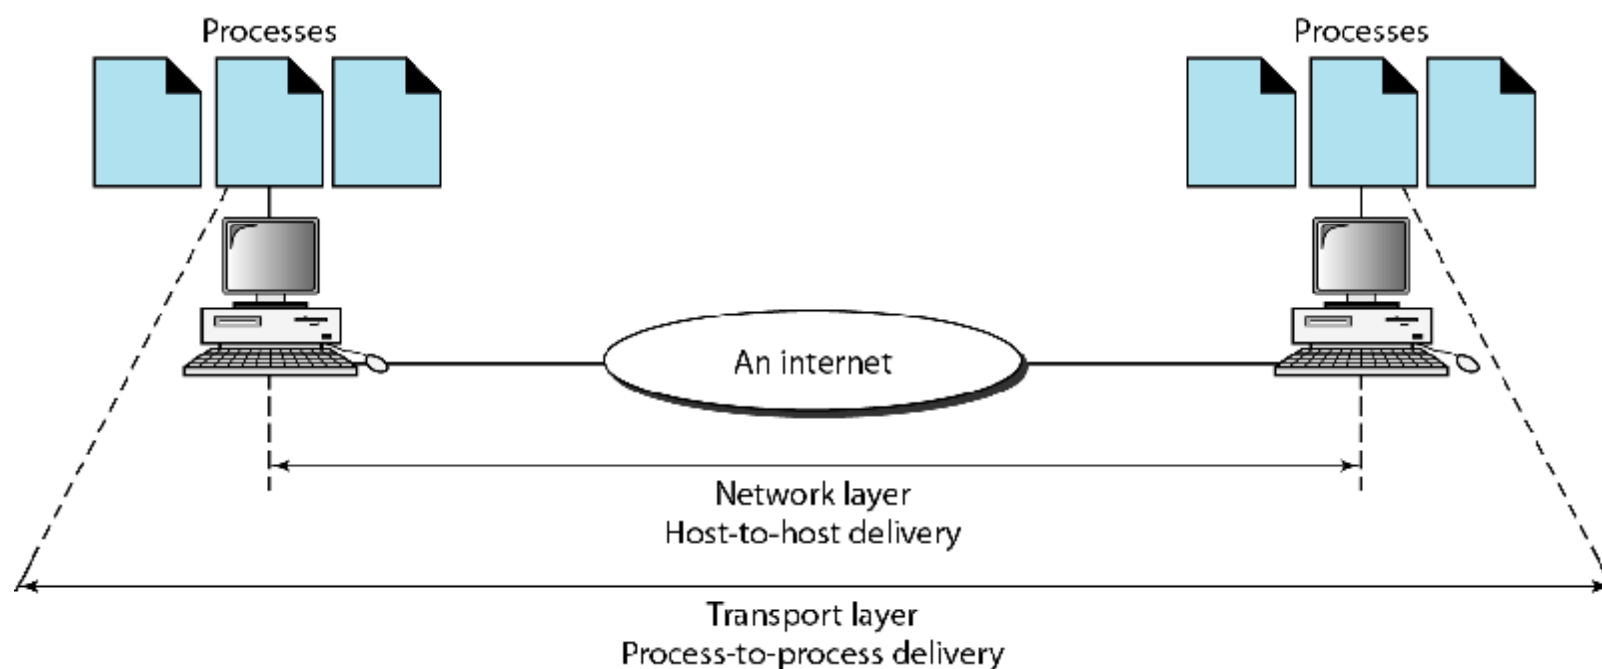 Processes
Processes
An internet
Network layer
Host-to-host delivery
Transport layer
Process-to-process delivery